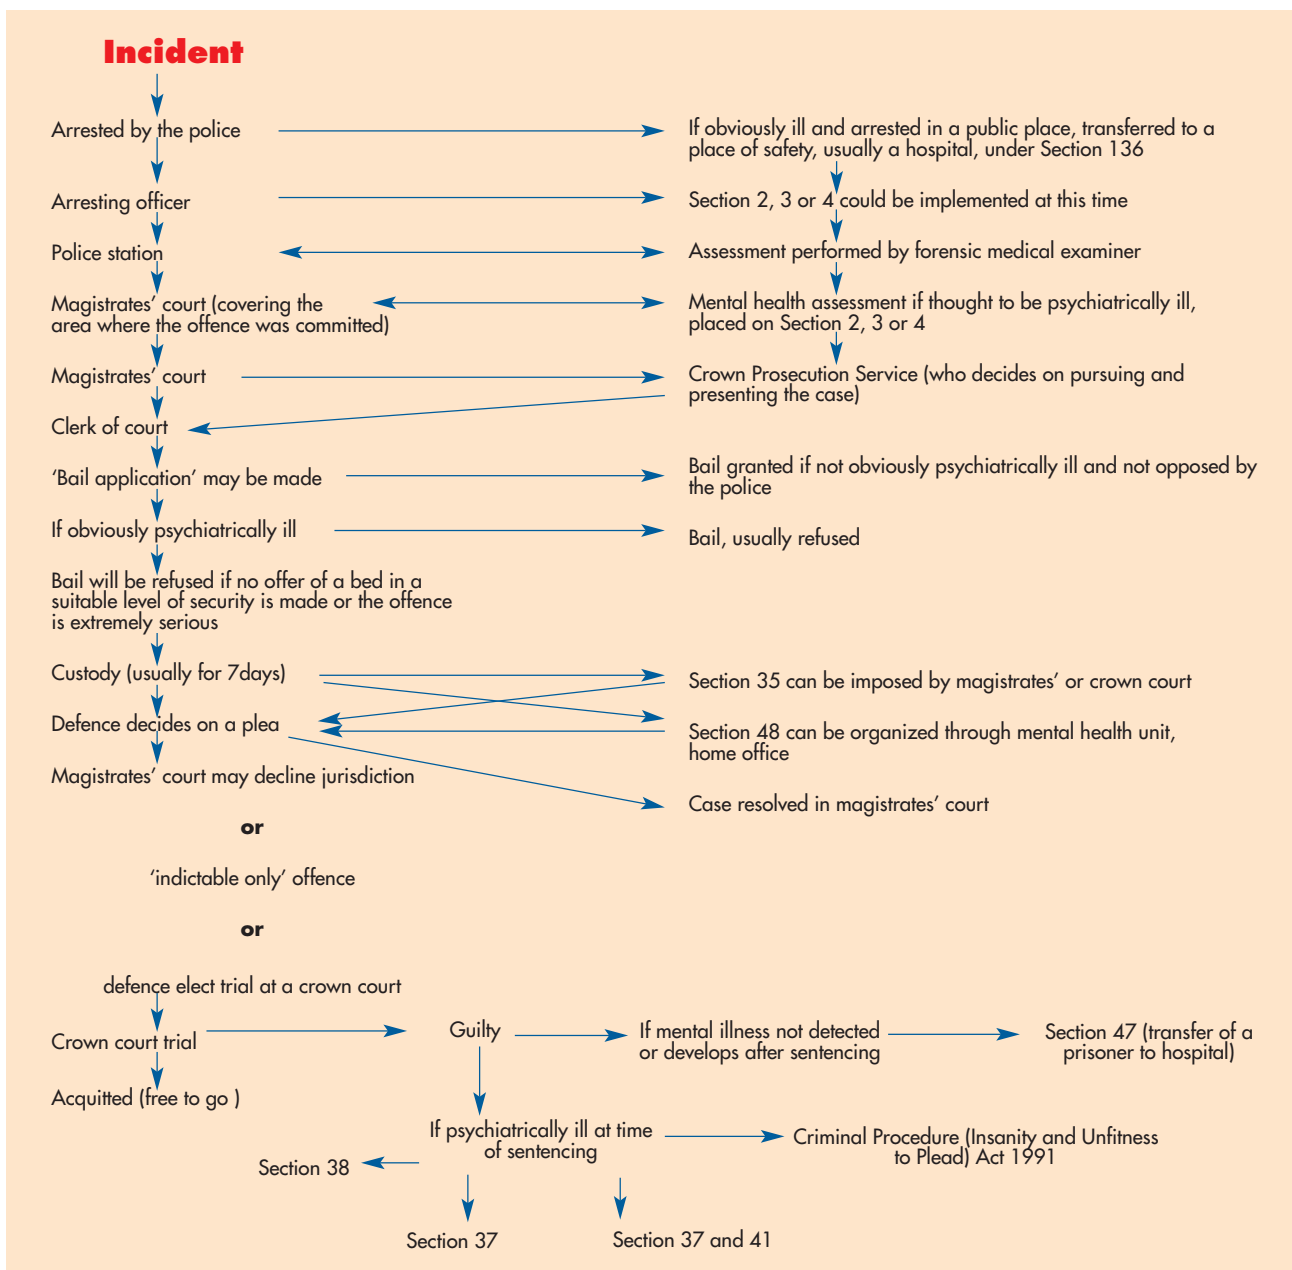 Incident
Arrested by the police
If obviously ill and arrested in a public place, transferred to a
place of safety, usually a hospital, under Section 136
Arresting officer
Section 2, 3 or 4 could be implemented at this time
Police station
Assessment performed by forensic medical examiner
Magistrates’ court (covering the
area where the offence was committed)
Mental health assessment if thought to be psychiatrically ill,
placed on Section 2, 3 or 4
Magistrates’ court
Crown Prosecution Service (who decides on pursuing and
presenting the case)
Clerk of court
‘Bail application’ may be made
Bail granted if not obviously psychiatrically ill and not opposed by
the police
If obviously psychiatrically ill
Bail, usually refused
Bail will be refused if no offer of a bed in a
suitable level of security is made or the offence
is extremely serious
Custody (usually for 7days)
Section 35 can be imposed by magistrates’ or crown court
Defence decides on a plea
Section 48 can be organized through mental health unit,
home office
Magistrates’ court may decline jurisdiction
Case resolved in magistrates’ court
or
‘indictable only’ offence
or
defence elect trial at a crown court
Crown court trial
Guilty
If mental illness not detected
or develops after sentencing
Section 47 (transfer of a
prisoner to hospital)
Acquitted (free to go )
If psychiatrically ill at time
of sentencing
Criminal Procedure (Insanity and Unfitness
to Plead) Act 1991
Section 38
Section 37
Section 37 and 41